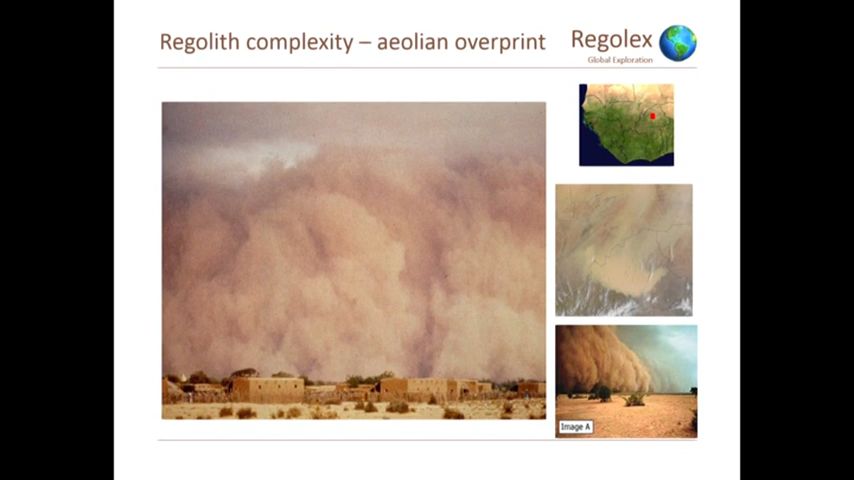 Regolith complexity – aeolian overprint
Regolex
Global Exploration
Image A